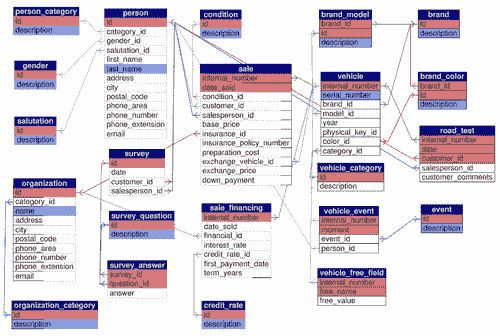 person_category
id
description
gender
id
description
salutation
id
description
person
id
category_id
gender_id
salutation_id
first_name
last_name
address
city
postal_code
phone_area
phone_number
phone_extension
email
condition
id
description
sale
internal_number
date_sold
condition_id
customer_id
salesperson_id
base_price
insurance_id
insurance_policy_number
preparation_cost
exchange_vehicle_id
exchange_price
down_payment
brand_model
brand_id
id
description
brand
id
description
vehicle
internal_number
serial_number
brand_id
model_id
year
physical_key_id
color_id
category_id
brand_color
brand_id
id
description
road_test
internal_number
date
customer_id
salesperson_id
customer_comments
survey
id
date
customer_id
salesperson_id
organization
id
category_id
name
address
city
postal_code
phone_area
phone_number
phone_extension
email
survey_question
id
description
survey_answer
survey_id
question_id
answer
sale_financing
internal_number
date_sold
financial_id
interest_rate
credit_rate_id
first_payment_date
term_years
vehicle_category
id
description
vehicle_event
internal_number
moment
event_id
person_id
event
id
description
vehicle_free_field
internal_number
free_name
free_value
organization_category
id
description
credit_rate
id
description